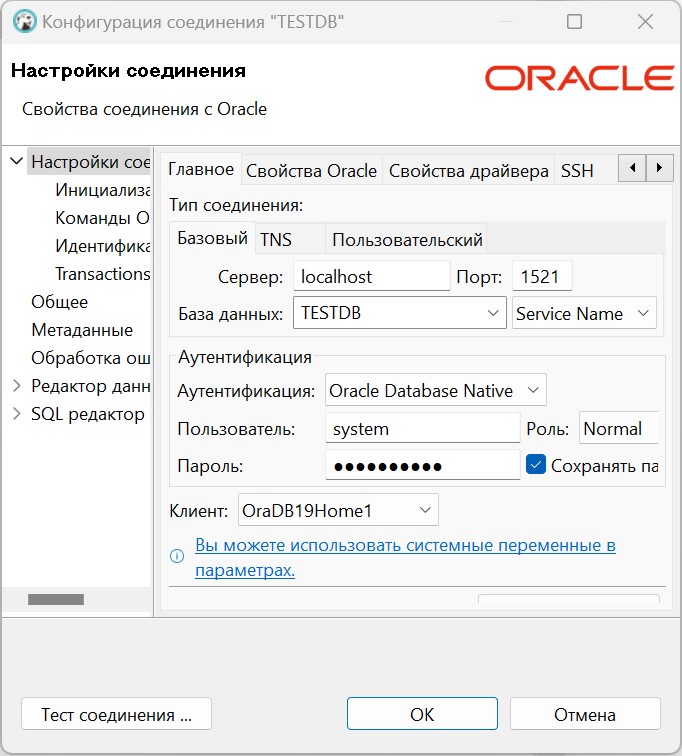 Конфигурация соединения "TESTDB"
Настройки соединения
ORACLE
Свойства соединения с Oracle
Настройки сое
Инициализа
Команды O
Идентифика
Transactions
Общее
Метаданные
Обработка ош
Редактор данн
SQL редактор
Главное Свойства Oracle Свойства драйвера SSH
Тип соединения:
Базовый TNS Пользовательский
Сервер: localhost Порт: 1521
База данных: TESTDB Service Name
Аутентификация
Аутентификация: Oracle Database Native
Пользователь: system Роль: Normal
Пароль: ●●●●●●●●●● Сохранять па
Клиент: OraDB19Home1
Вы можете использовать системные переменные в
параметрах.
Тест соединения ... ОК Отмена